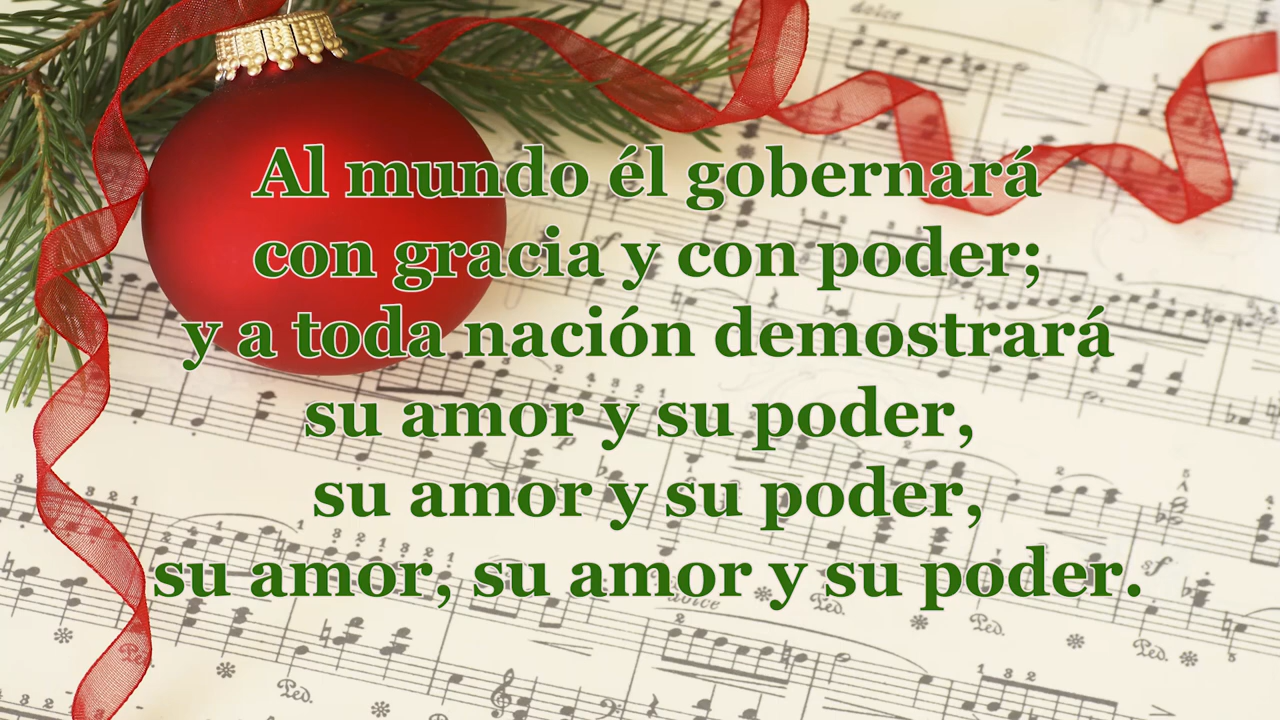 dolce
Al mundo él gobernará
con gracia y con poder;
y a toda nación demostrará
su amor y su poder,
su amor y su poder,
su amor, su amor y su poder.